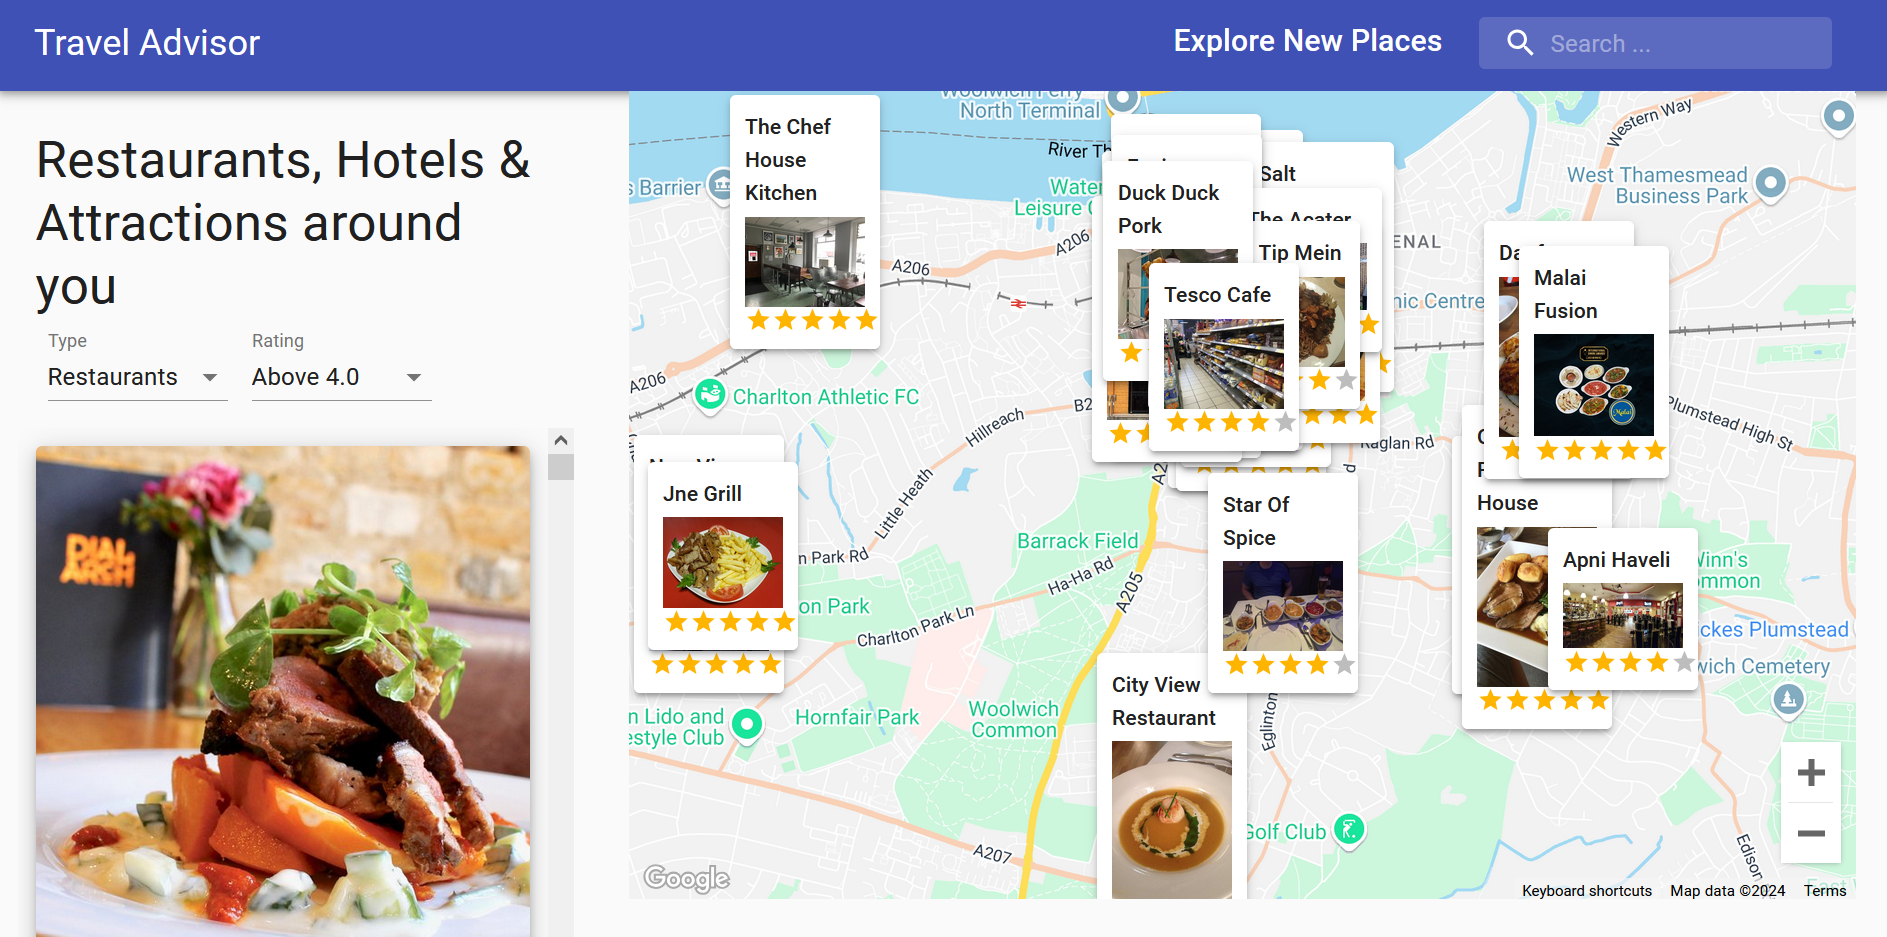 Travel Advisor
Explore New Places
Search ...
Restaurants, Hotels &
Attractions around
you
Type
Restaurants
Rating
Above 4.0
DIAL
ARCH
North Terminal
s Barrier
River Th
Water
Leisure C
The Chef
House
Kitchen
Duck Duck
Pork
Salt
The Acater
Tip Mein
Tesco Cafe
Western Way
West Thamesmead
Business Park
ENAL
nic Centre
Malai
Fusion
Malai
A206
A206
A206
Charlton Athletic FC
Hillreach
B2
Raglan Rd
Plumstead High St
Little Heath
Jne Grill
n Park Rd
on Park
Charlton Park Ln
Barrack Field
Ha-Ha Rd
A205
A2
Star Of
Spice
House
Apni Haveli
Winn's
ommon
ckes Plumstead
wich Cemetery
City View
Restaurant
Eglinton
n Lido and
estyle Club
Hornfair Park
Woolwich
Common
Golf Club
A207
Edison
Google
Keyboard shortcuts
Map data ©2024
Terms